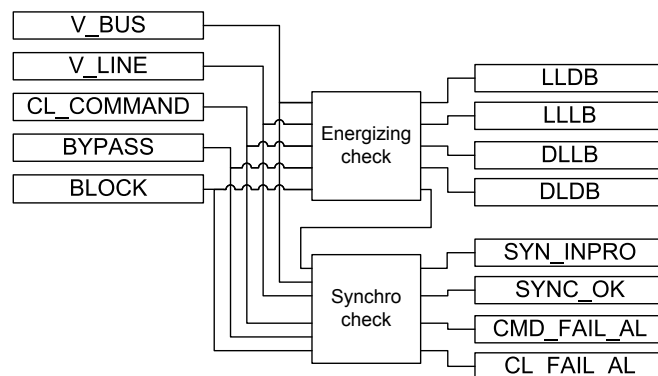 V_BUS
V_LINE
CL_COMMAND
BYPASS
BLOCK
Energizing
check
LLDB
LLLB
DLLB
DLDB
Synchro
check
SYN_INPRO
SYNC_OK
CMD_FAIL_AL
CL_FAIL_AL